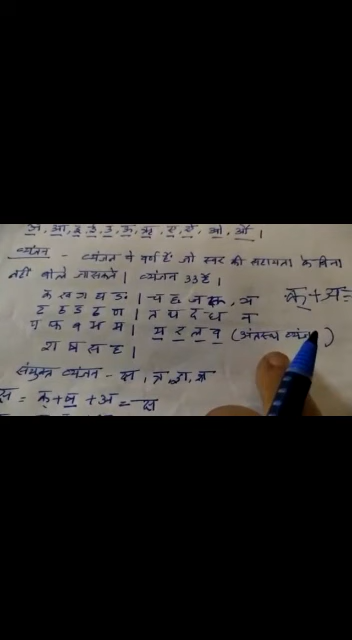 अ, आ, इ, ई, उ, ऊ, ऋ, ए, ऐ, ओ, औ |
व्यंजन - व्यंजन वे वर्ण हैं जो स्वर की सहायता के बिना
नहीं बोले जा सकते | व्यंजन 33 हैं |
क ख ग घ ङ | च छ ज झ, ञ क् + अ =
ट ठ ड ढ ण | त थ द ध न
प फ ब भ म | य र ल व (अंतस्थ व्यंजन)
श ष स ह |
संयुक्त व्यंजन - क्ष, त्र, ज्ञ, श्र
क्ष = क् + ष + अ = क्ष